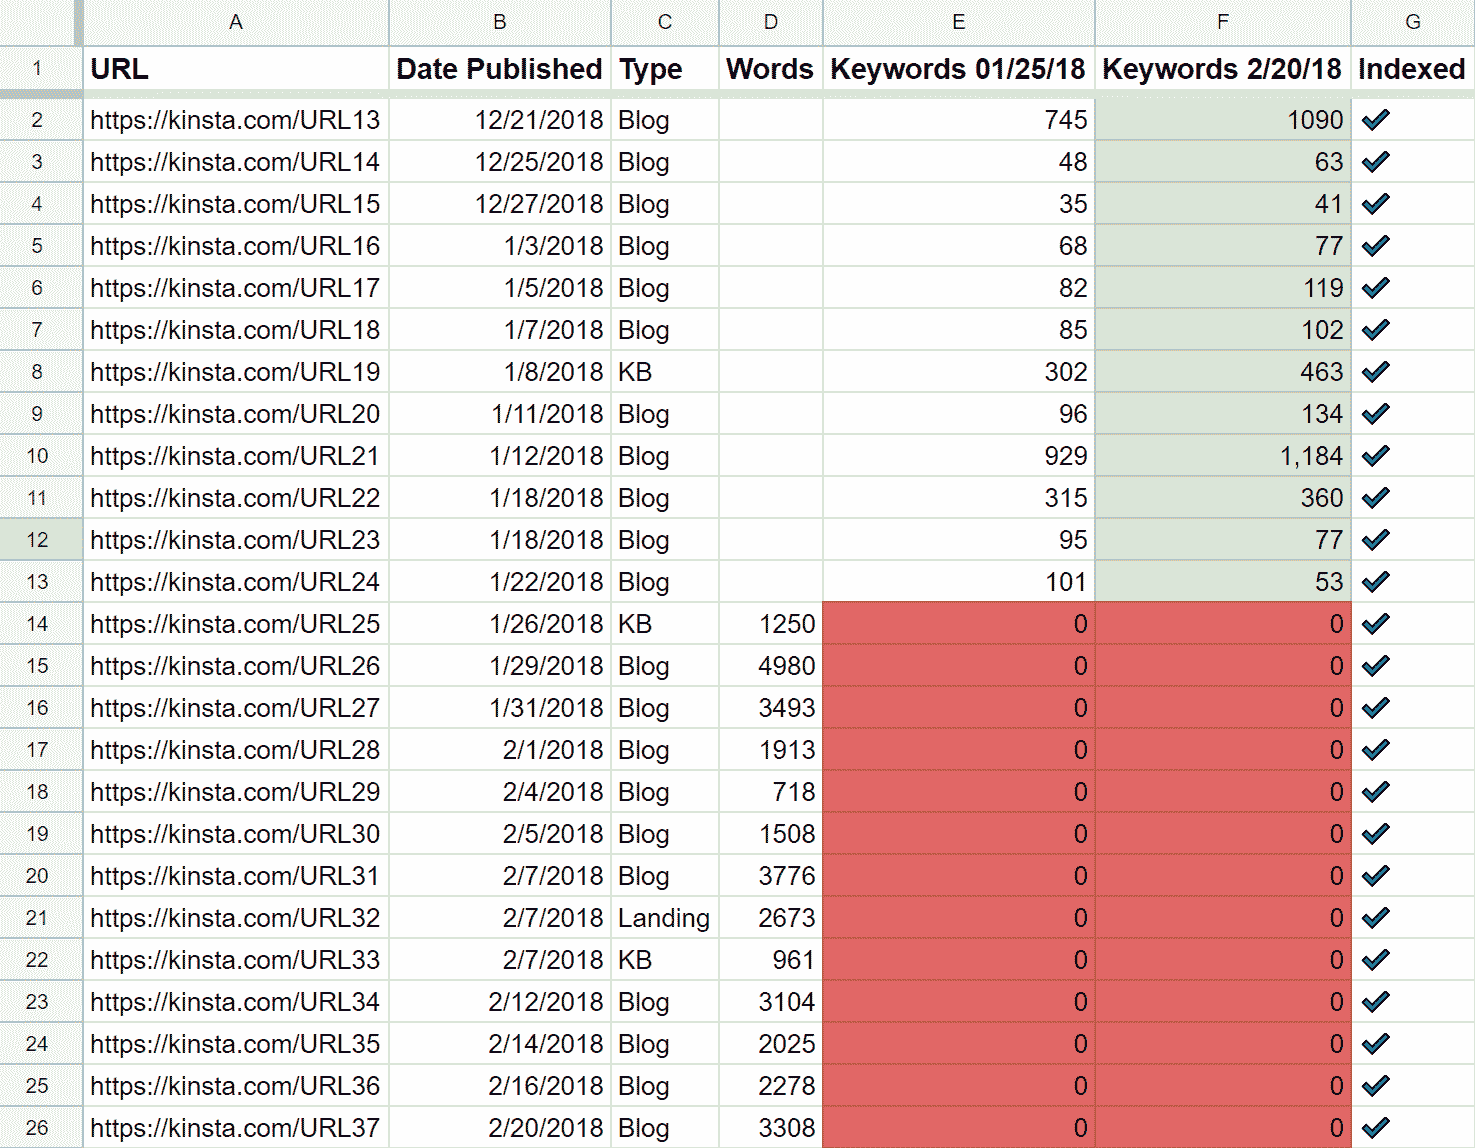 A B C D E F G
1 URL Date Published Type Words Keywords 01/25/18 Keywords 2/20/18 Indexed
2 https://kinsta.com/URL13 12/21/2018 Blog 745 1090 ✔
3 https://kinsta.com/URL14 12/25/2018 Blog 48 63 ✔
4 https://kinsta.com/URL15 12/27/2018 Blog 35 41 ✔
5 https://kinsta.com/URL16 1/3/2018 Blog 68 77 ✔
6 https://kinsta.com/URL17 1/5/2018 Blog 82 119 ✔
7 https://kinsta.com/URL18 1/7/2018 Blog 85 102 ✔
8 https://kinsta.com/URL19 1/8/2018 KB 302 463 ✔
9 https://kinsta.com/URL20 1/11/2018 Blog 96 134 ✔
10 https://kinsta.com/URL21 1/12/2018 Blog 929 1,184 ✔
11 https://kinsta.com/URL22 1/18/2018 Blog 315 360 ✔
12 https://kinsta.com/URL23 1/18/2018 Blog 95 77 ✔
13 https://kinsta.com/URL24 1/22/2018 Blog 101 53 ✔
14 https://kinsta.com/URL25 1/26/2018 KB 1250 0 0 ✔
15 https://kinsta.com/URL26 1/29/2018 Blog 4980 0 0 ✔
16 https://kinsta.com/URL27 1/31/2018 Blog 3493 0 0 ✔
17 https://kinsta.com/URL28 2/1/2018 Blog 1913 0 0 ✔
18 https://kinsta.com/URL29 2/4/2018 Blog 718 0 0 ✔
19 https://kinsta.com/URL30 2/5/2018 Blog 1508 0 0 ✔
20 https://kinsta.com/URL31 2/7/2018 Blog 3776 0 0 ✔
21 https://kinsta.com/URL32 2/7/2018 Landing 2673 0 0 ✔
22 https://kinsta.com/URL33 2/7/2018 KB 961 0 0 ✔
23 https://kinsta.com/URL34 2/12/2018 Blog 3104 0 0 ✔
24 https://kinsta.com/URL35 2/14/2018 Blog 2025 0 0 ✔
25 https://kinsta.com/URL36 2/16/2018 Blog 2278 0 0 ✔
26 https://kinsta.com/URL37 2/20/2018 Blog 3308 0 0 ✔